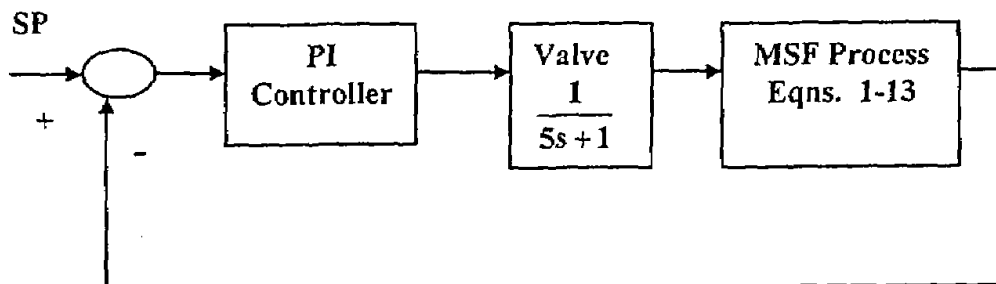 SP
+
-
PI
Controller
Valve
1
5s + 1
MSF Process
Eqns. 1-13